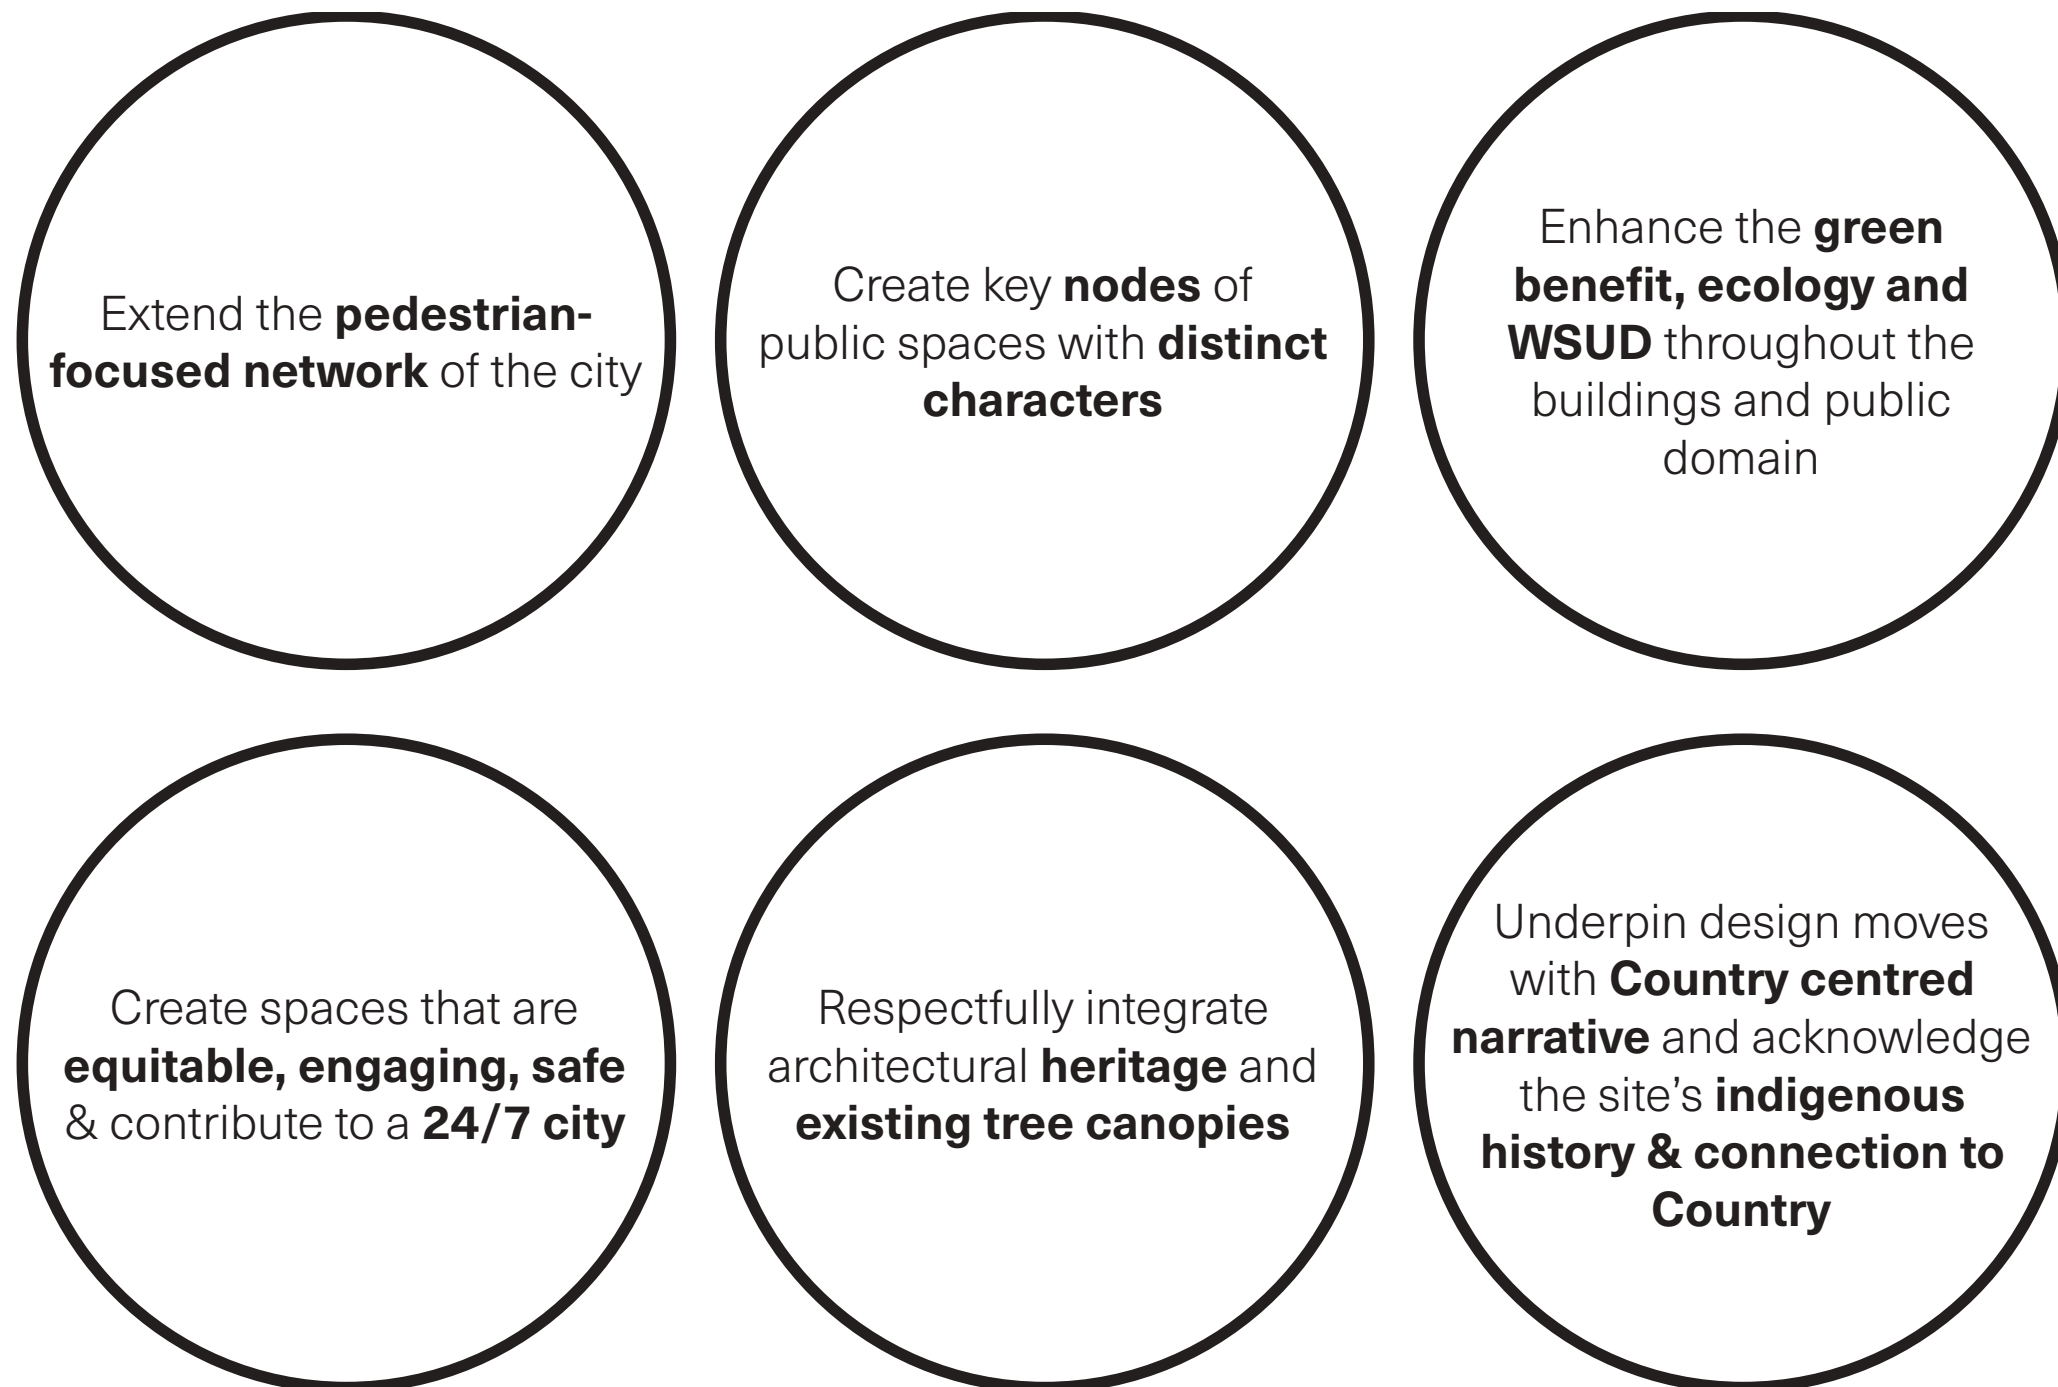 Extend the pedestrian-
focused network of the city
Create key nodes of
public spaces with distinct
characters
Enhance the green
benefit, ecology and
WSUD throughout the
buildings and public
domain
Create spaces that are
equitable, engaging, safe
& contribute to a 24/7 city
Respectfully integrate
architectural heritage and
existing tree canopies
Underpin design moves
with Country centred
narrative and acknowledge
the site’s indigenous
history & connection to
Country